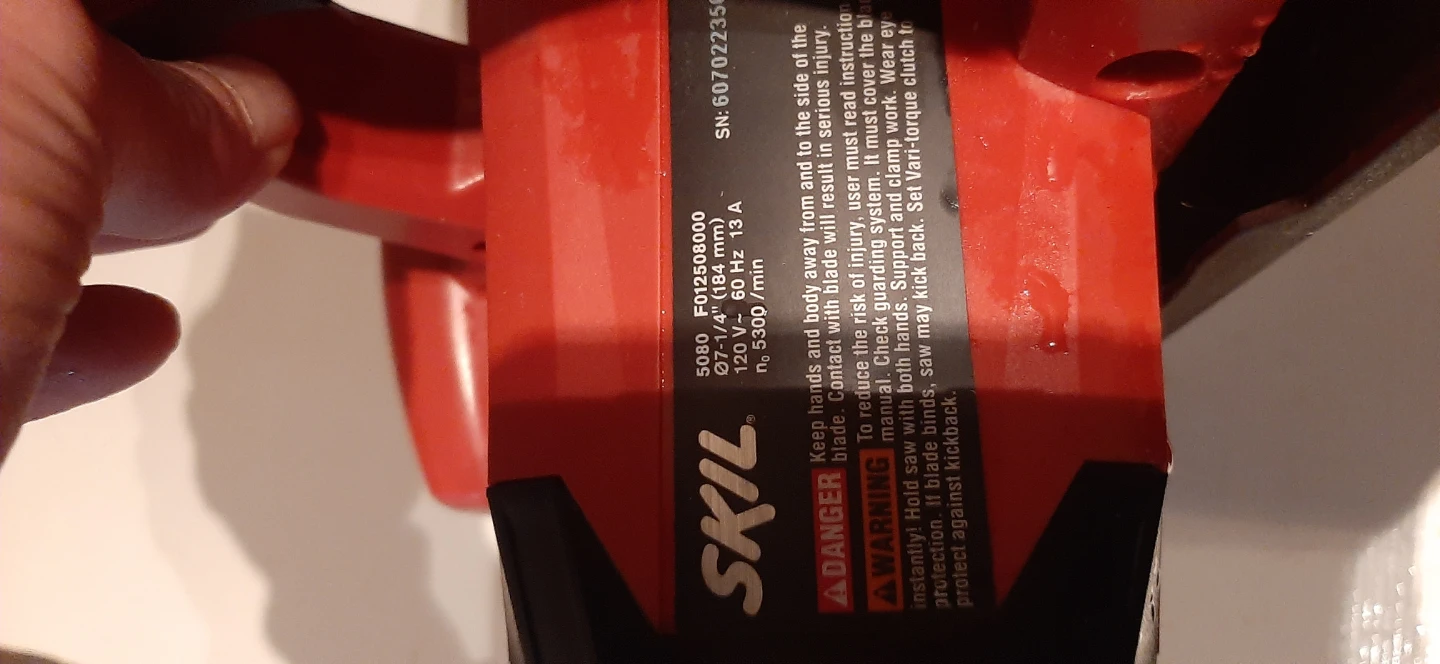 SKIL
5080 F012508000
Ø7-1/4" (184 mm)
120 V~ 60 Hz 13 A
n₀ 5300 /min
SN: 607022350
DANGER Keep hands and body away from and to the side of the
blade. Contact with blade will result in serious injury.
WARNING To reduce the risk of injury, user must read instruction
manual. Check guarding system. It must cover the
instantly! Hold saw with both hands. Support and clamp work. Wear eye
protection. If blade binds, saw may kick back. Set Vari-torque clutch to
protect against kickback.